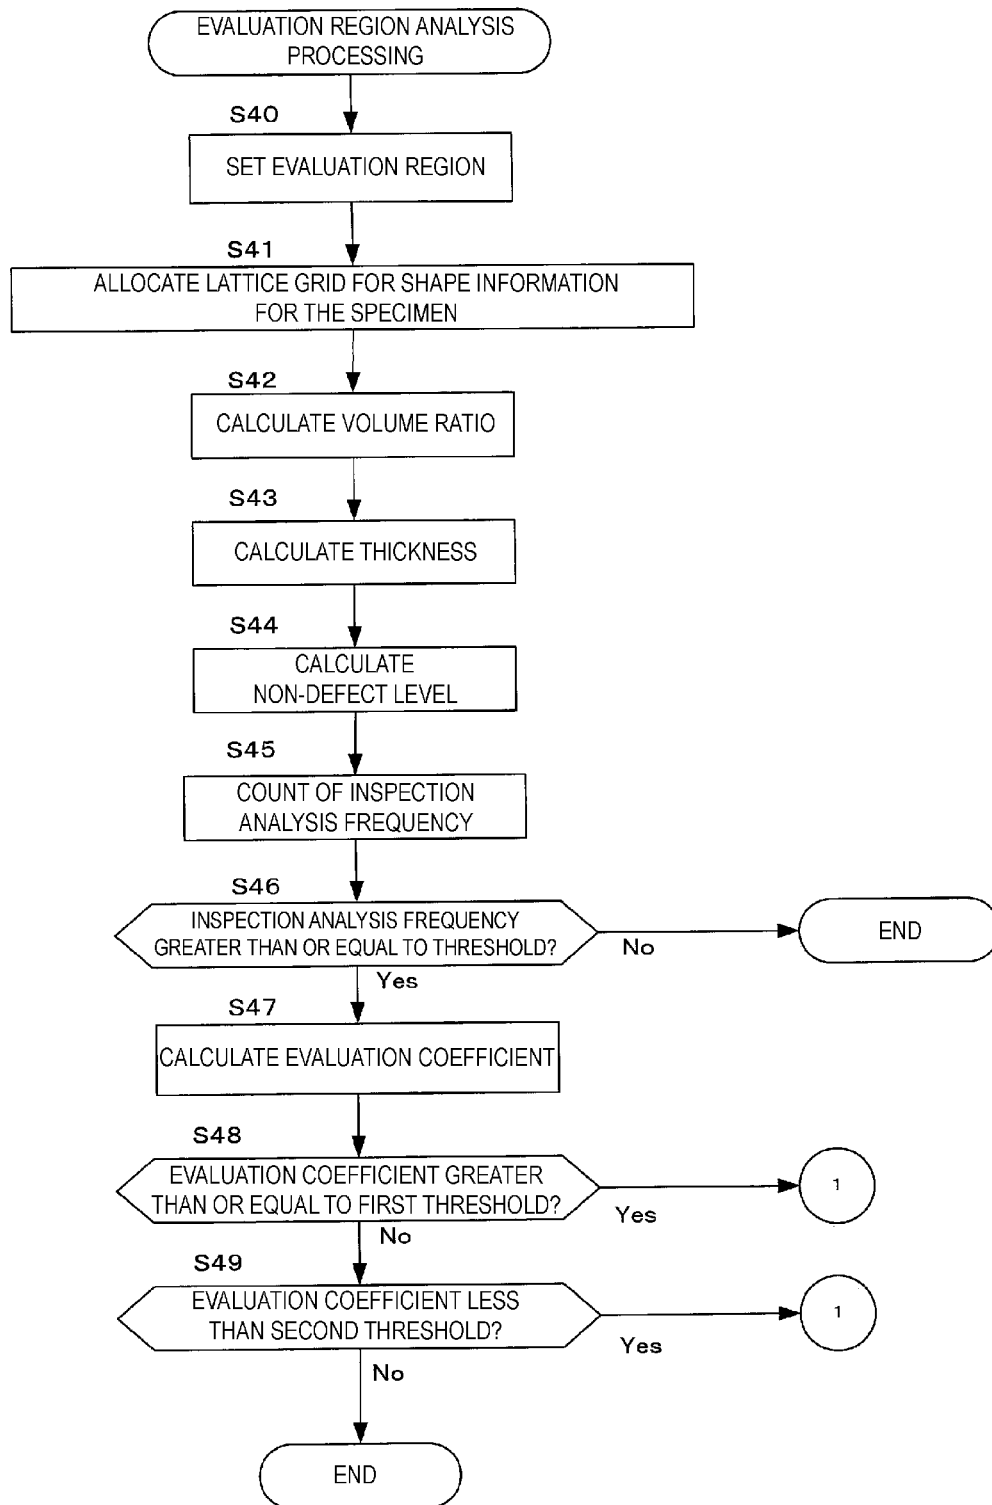 EVALUATION REGION ANALYSIS
PROCESSING
S40
SET EVALUATION REGION
S41
ALLOCATE LATTICE GRID FOR SHAPE INFORMATION
FOR THE SPECIMEN
S42
CALCULATE VOLUME RATIO
S43
CALCULATE THICKNESS
S44
CALCULATE
NON-DEFECT LEVEL
S45
COUNT OF INSPECTION
ANALYSIS FREQUENCY
S46
INSPECTION ANALYSIS FREQUENCY
GREATER THAN OR EQUAL TO THRESHOLD?
No
END
Yes
S47
CALCULATE EVALUATION COEFFICIENT
S48
EVALUATION COEFFICIENT GREATER
THAN OR EQUAL TO FIRST THRESHOLD?
Yes
1
No
S49
EVALUATION COEFFICIENT LESS
THAN SECOND THRESHOLD?
Yes
1
No
END